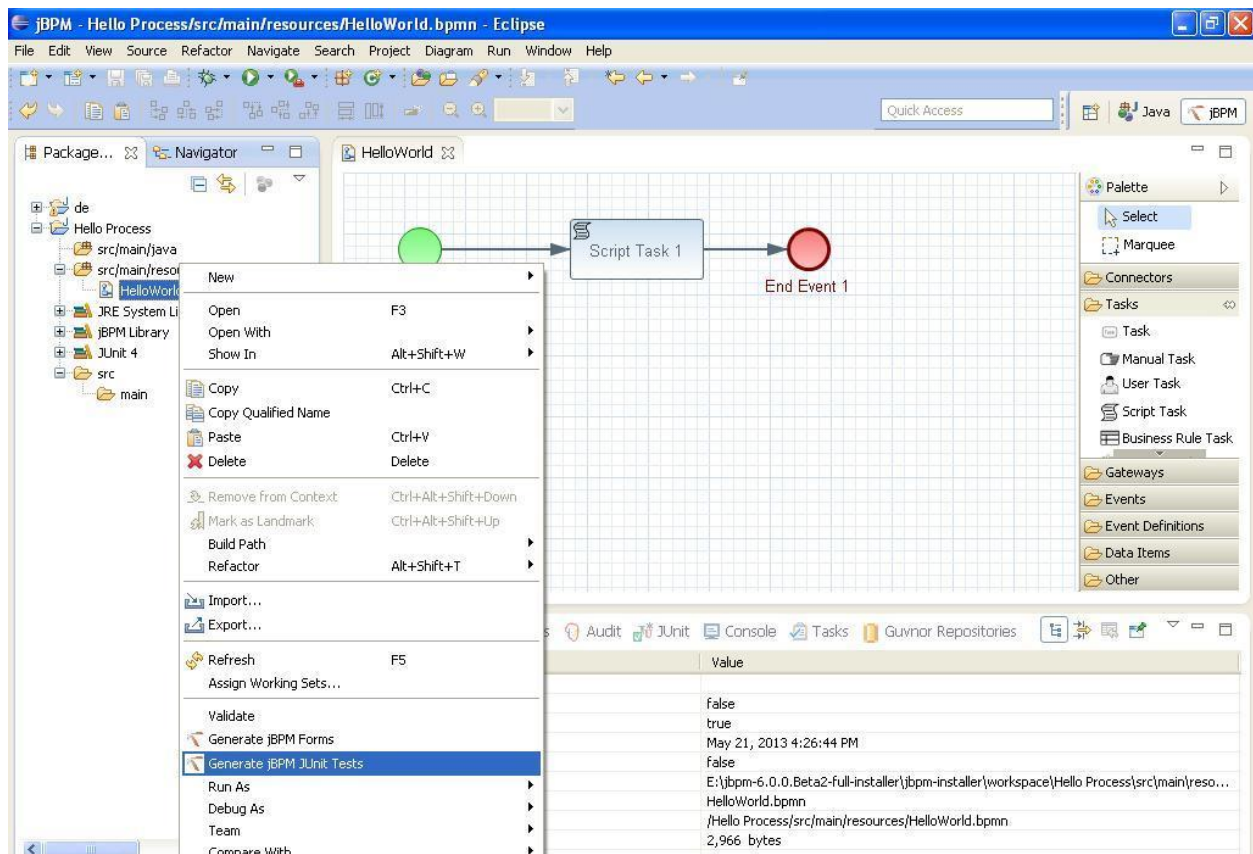 jBPM - Hello Process/src/main/resources/HelloWorld.bpmn - Eclipse
File Edit View Source Refactor Navigate Search Project Diagram Run Window Help
Quick Access
Java
jBPM
Package...
Navigator
HelloWorld
de
Hello Process
src/main/java
src/main/resou
HelloWorl
JRE System Li
jBPM Library
JUnit 4
src
main
New
Open F3
Open With
Show In Alt+Shift+W
Copy Ctrl+C
Copy Qualified Name
Paste Ctrl+V
Delete Delete
Remove from Context Ctrl+Alt+Shift+Down
Mark as Landmark Ctrl+Alt+Shift+Up
Build Path
Refactor Alt+Shift+T
Import...
Export...
Refresh F5
Assign Working Sets...
Validate
Generate jBPM Forms
Generate jBPM JUnit Tests
Run As
Debug As
Team
Compare With
Script Task 1
End Event 1
Palette
Select
Marquee
Connectors
Tasks
Task
Manual Task
User Task
Script Task
Business Rule Task
Gateways
Events
Event Definitions
Data Items
Other
s Audit JUnit Console Tasks Guvnor Repositories
Value
false
true
May 21, 2013 4:26:44 PM
false
E:\jbpm-6.0.0.Beta2-full-installer\jbpm-installer\workspace\Hello Process\src\main\reso...
HelloWorld.bpmn
/Hello Process/src/main/resources/HelloWorld.bpmn
2,966 bytes